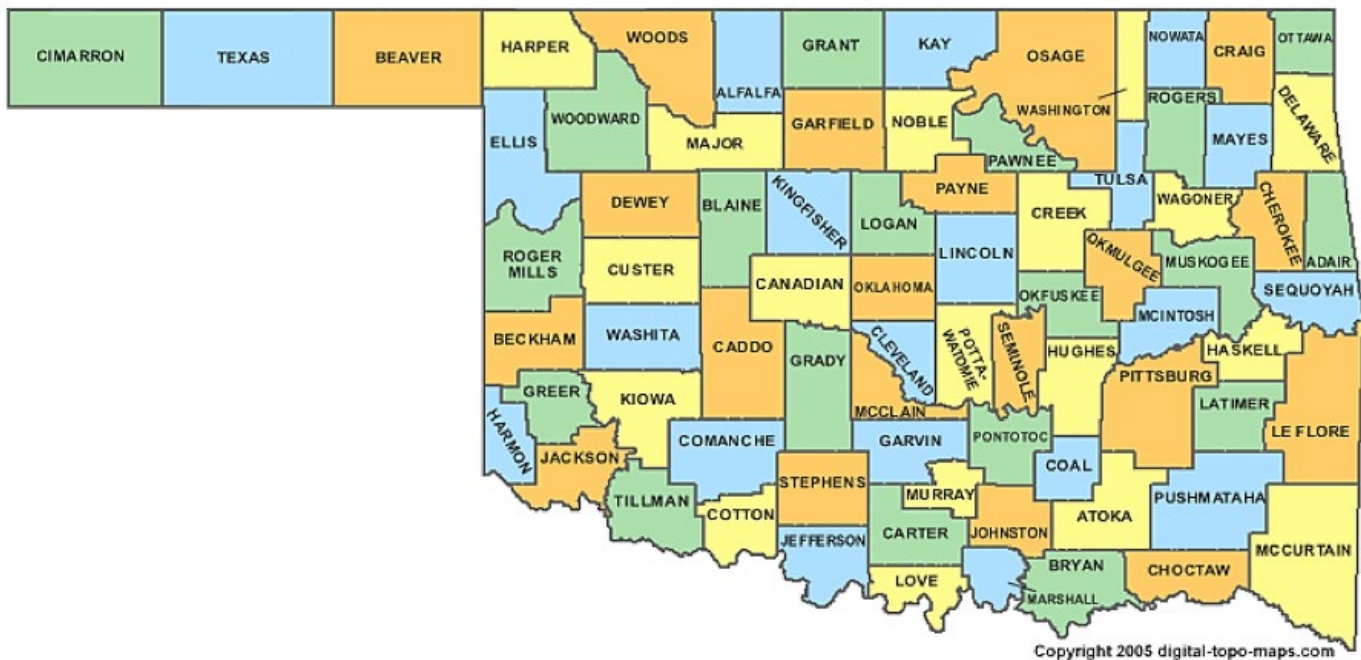 CIMARRON
TEXAS
BEAVER
HARPER
WOODS
ALFALFA
GRANT
KAY
OSAGE
WASHINGTON
NOWATA
CRAIG
OTTAWA
ELLIS
WOODWARD
MAJOR
GARFIELD
NOBLE
PAWNEE
ROGERS
MAYES
DELAWARE
DEWEY
BLAINE
KINGFISHER
LOGAN
PAYNE
CREEK
TULSA
WAGONER
CHEROKEE
ADAIR
ROGER
MILLS
CUSTER
CANADIAN
OKLAHOMA
LINCOLN
OKMULGEE
MUSKOGEE
SEQUOYAH
BECKHAM
WASHITA
CADDO
GRADY
CLEVELAND
POTTA-
WATOMIE
SEMINOLE
OKFUSKEE
HUGHES
MCINTOSH
HASKELL
PITTSBURG
LATIMER
LE FLORE
GREER
KIOWA
HARMON
JACKSON
COMANCHE
MCCLAIN
GARVIN
PONTOTOC
COAL
TILLMAN
COTTON
STEPHENS
MURRAY
JOHNSTON
ATOKA
PUSHMATAHA
JEFFERSON
CARTER
LOVE
MARSHALL
BRYAN
CHOCTAW
MCCURTAIN
Copyright 2005 digital-topo-maps.com